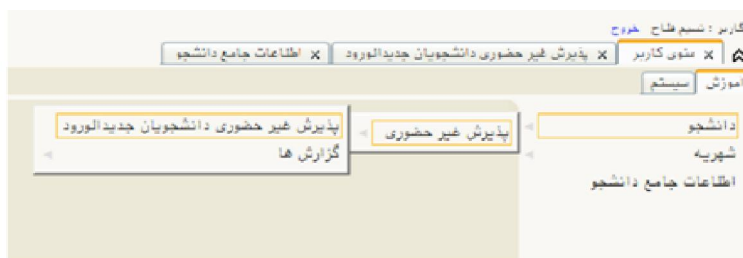 کاربر : نسیم فلاح خروج
منوی کاربر x پذیرش غیر حضوری دانشجویان جدیدالورود x اطلاعات جامع دانشجو x
آموزش سیستم
دانشجو پذیرش غیر حضوری پذیرش غیر حضوری دانشجویان جدیدالورود
شهریه گزارش ها
اطلاعات جامع دانشجو